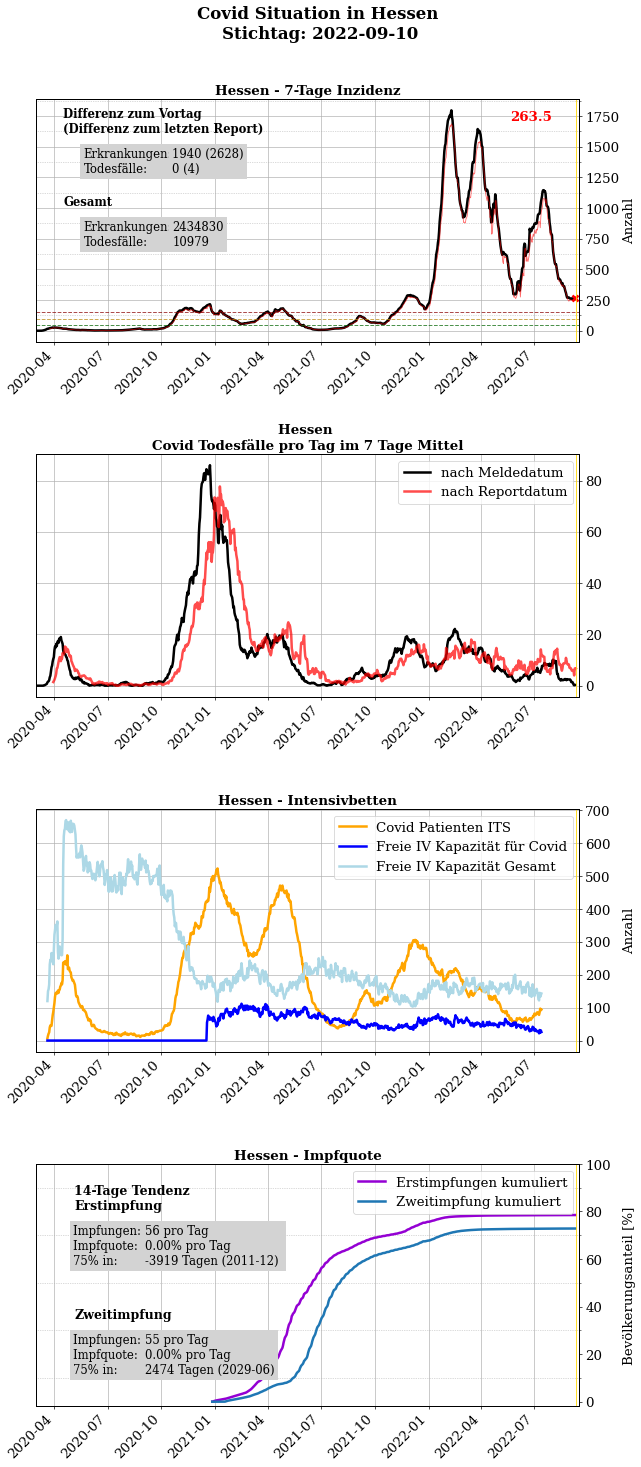 Covid Situation in Hessen
Stichtag: 2022-09-10
Hessen - 7-Tage Inzidenz
Differenz zum Vortag
(Differenz zum letzten Report)
Erkrankungen 1940 (2628)
Todesfälle: 0 (4)
Gesamt
Erkrankungen 2434830
Todesfälle: 10979
263.5
1750
1500
1250
1000
750
500
250
0
Anzahl
2020-04
2020-07
2020-10
2021-01
2021-04
2021-07
2021-10
2022-01
2022-04
2022-07
Hessen
Covid Todesfälle pro Tag im 7 Tage Mittel
nach Meldedatum
nach Reportdatum
80
60
40
20
0
2020-04
2020-07
2020-10
2021-01
2021-04
2021-07
2021-10
2022-01
2022-04
2022-07
Hessen - Intensivbetten
Covid Patienten ITS
Freie IV Kapazität für Covid
Freie IV Kapazität Gesamt
700
600
500
400
300
200
100
0
Anzahl
2020-04
2020-07
2020-10
2021-01
2021-04
2021-07
2021-10
2022-01
2022-04
2022-07
Hessen - Impfquote
14-Tage Tendenz
Erstimpfung
Impfungen: 56 pro Tag
Impfquote: 0.00% pro Tag
75% in: -3919 Tagen (2011-12)
Zweitimpfung
Impfungen: 55 pro Tag
Impfquote: 0.00% pro Tag
75% in: 2474 Tagen (2029-06)
Erstimpfungen kumuliert
Zweitimpfung kumuliert
100
80
60
40
20
0
Bevölkerungsanteil [%]
2020-04
2020-07
2020-10
2021-01
2021-04
2021-07
2021-10
2022-01
2022-04
2022-07